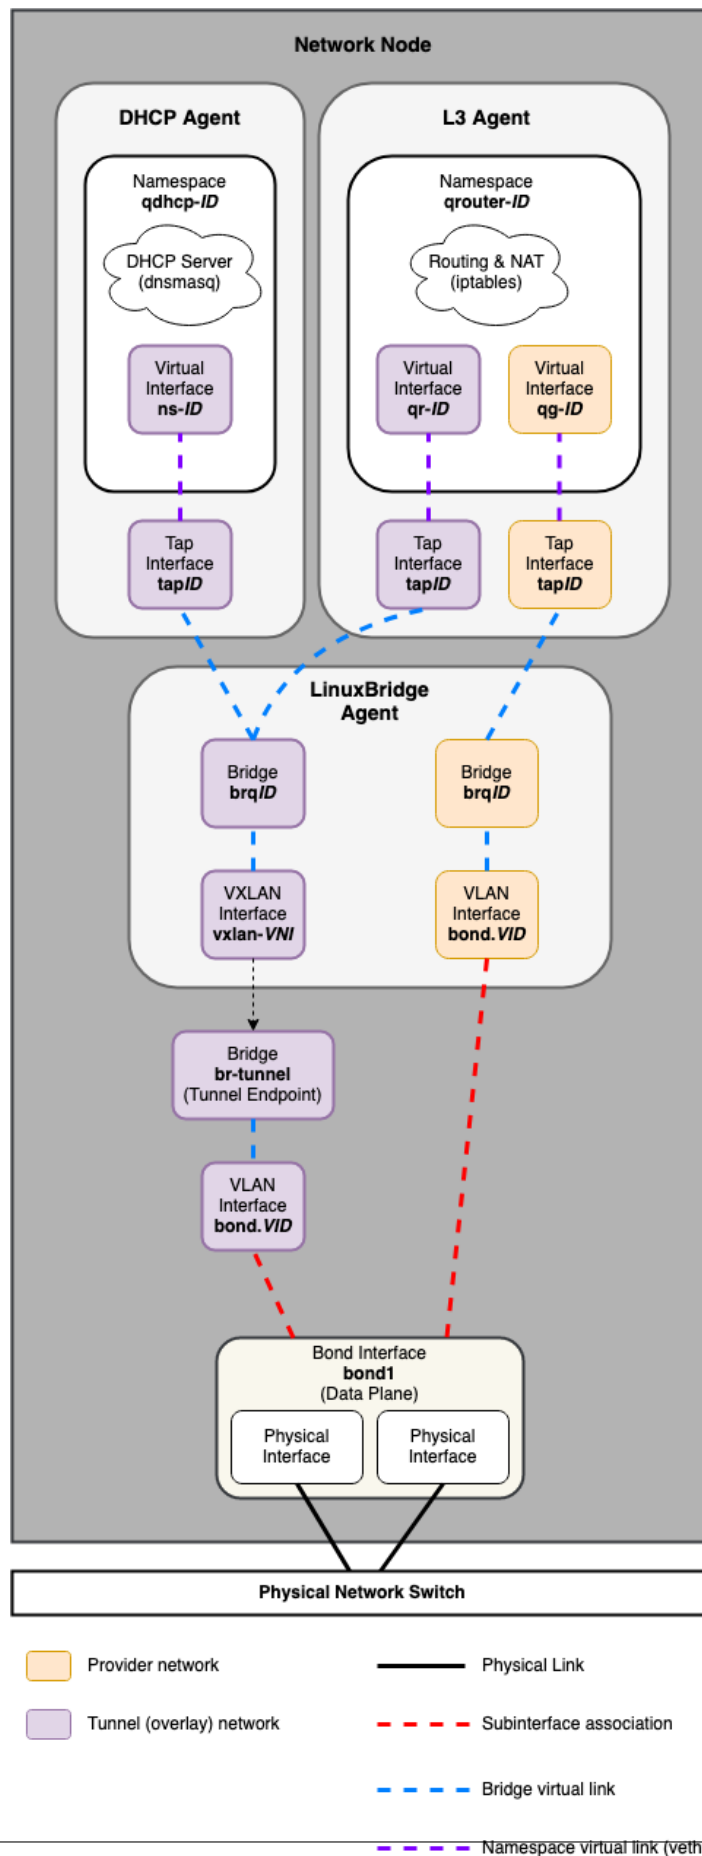 Network Node
DHCP Agent
Namespace
qdhcp-ID
DHCP Server
(dnsmasq)
Virtual
Interface
ns-ID
Tap
Interface
tapID
L3 Agent
Namespace
qrouter-ID
Routing & NAT
(iptables)
Virtual
Interface
qr-ID
Virtual
Interface
qg-ID
Tap
Interface
tapID
Tap
Interface
tapID
LinuxBridge
Agent
Bridge
brqID
Bridge
brqID
VXLAN
Interface
vxlan-VNI
VLAN
Interface
bond.VID
Bridge
br-tunnel
(Tunnel Endpoint)
VLAN
Interface
bond.VID
Bond Interface
bond1
(Data Plane)
Physical
Interface
Physical
Interface
Physical Network Switch
Provider network
Tunnel (overlay) network
Physical Link
Subinterface association
Bridge virtual link
Namespace virtual link (veth